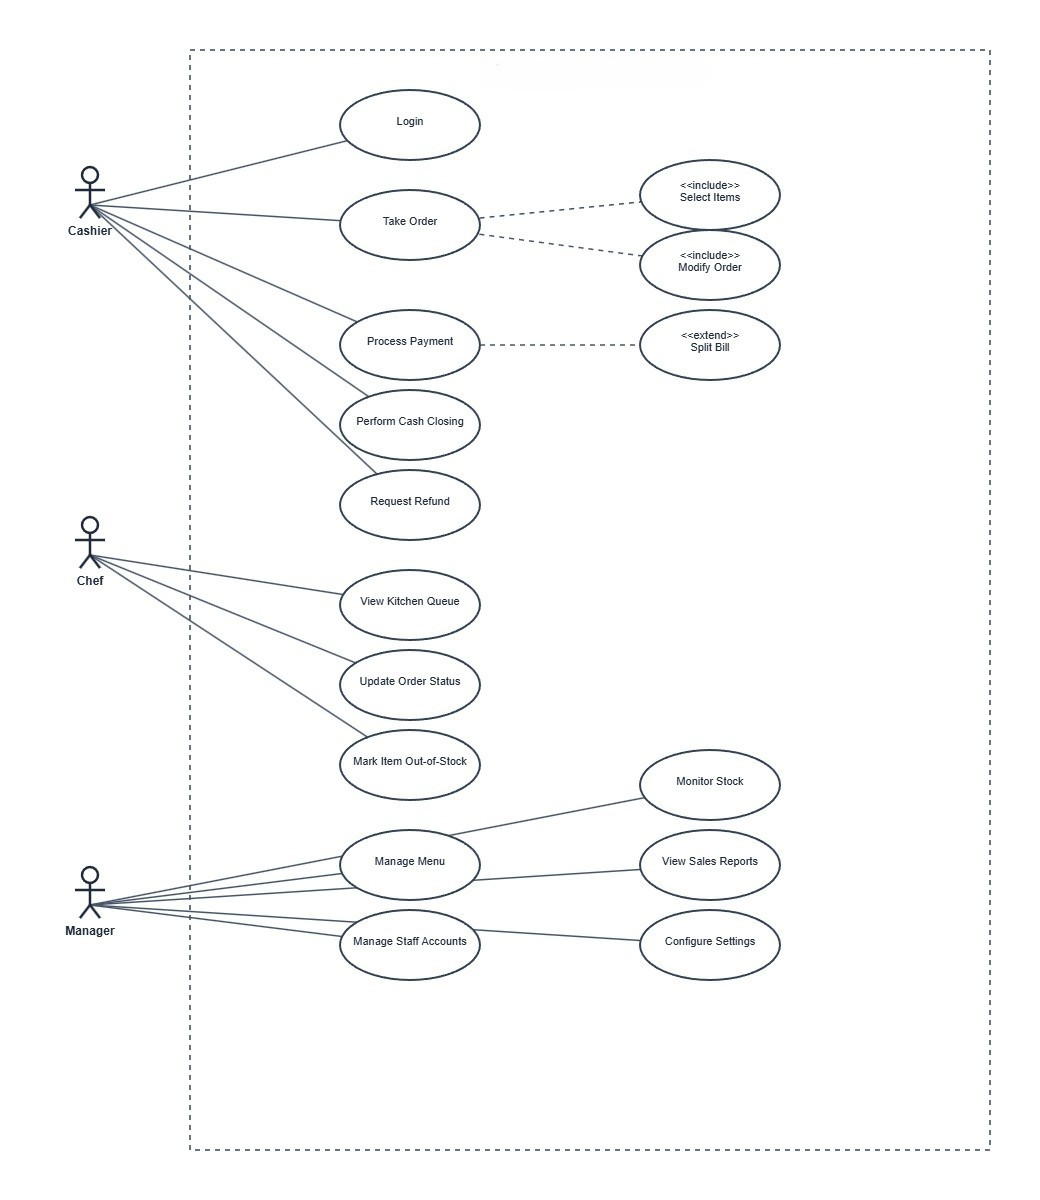 Login
Cashier
Take Order
<<include>>
Select Items
<<include>>
Modify Order
Process Payment
<<extend>>
Split Bill
Perform Cash Closing
Request Refund
Chef
View Kitchen Queue
Update Order Status
Mark Item Out-of-Stock
Monitor Stock
Manage Menu
View Sales Reports
Manager
Manage Staff Accounts
Configure Settings